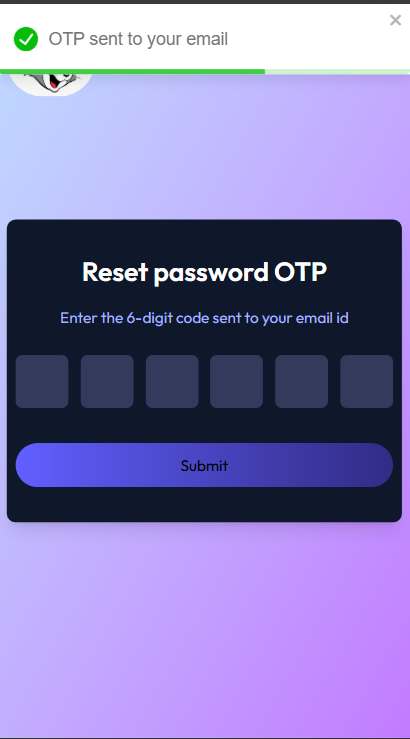 OTP sent to your email
Reset password OTP
Enter the 6-digit code sent to your email id
Submit